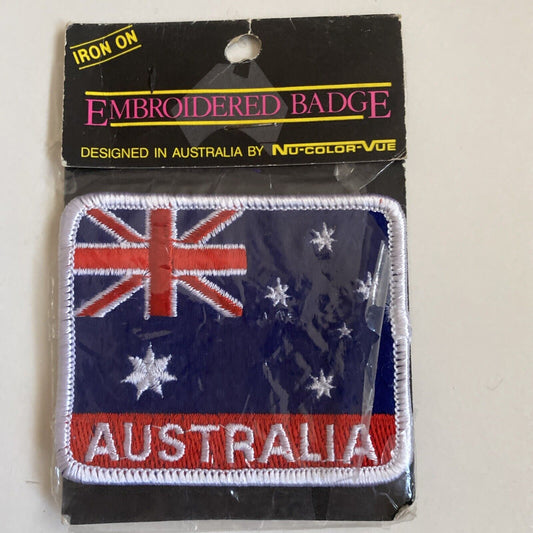 IRON ON
EMBROIDERED BADGE
DESIGNED IN AUSTRALIA BY NU-COLOR-VUE
AUSTRALIA